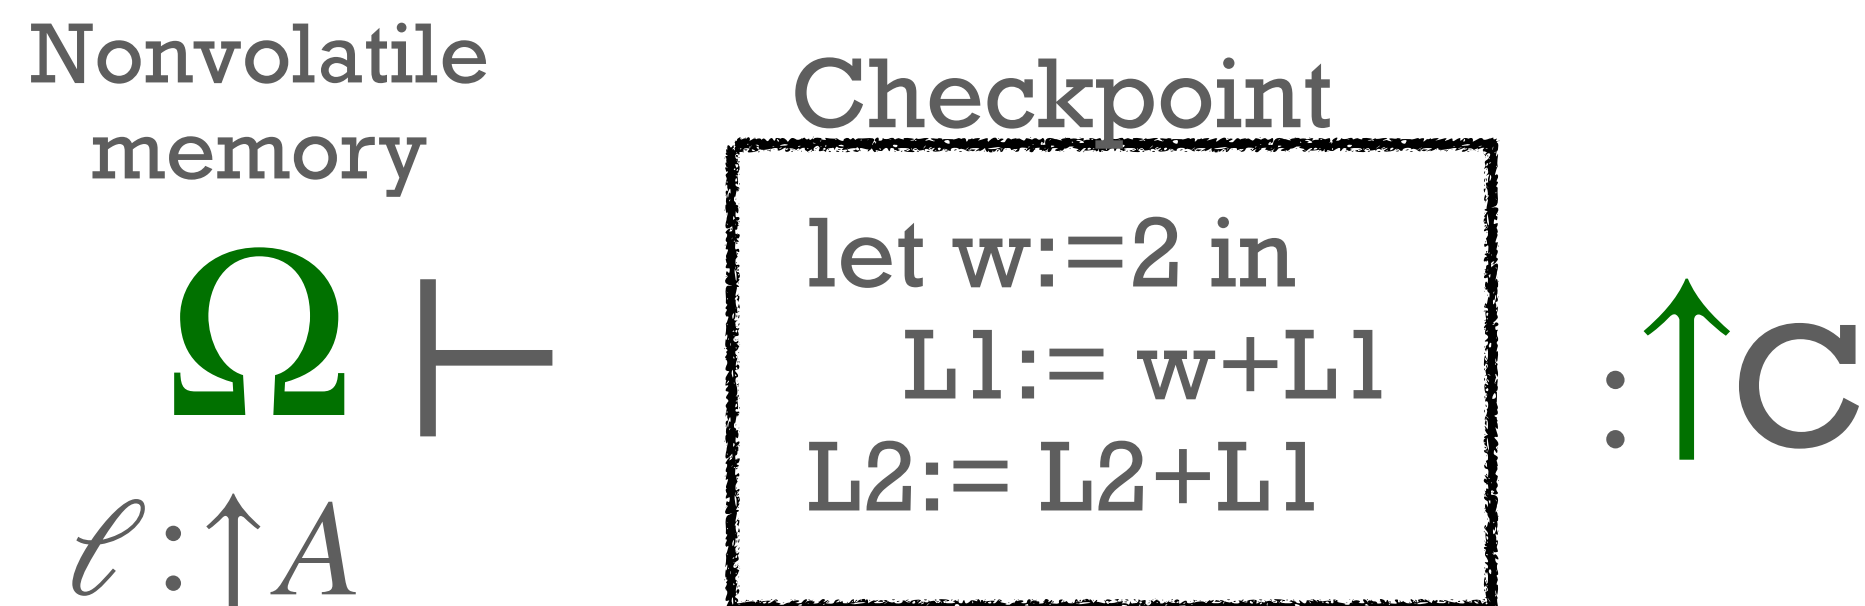 Nonvolatile
memory
Ω ⊢
ℓ :↑A
Checkpoint
let w:=2 in
L1:= w+L1
L2:= L2+L1
:↑C